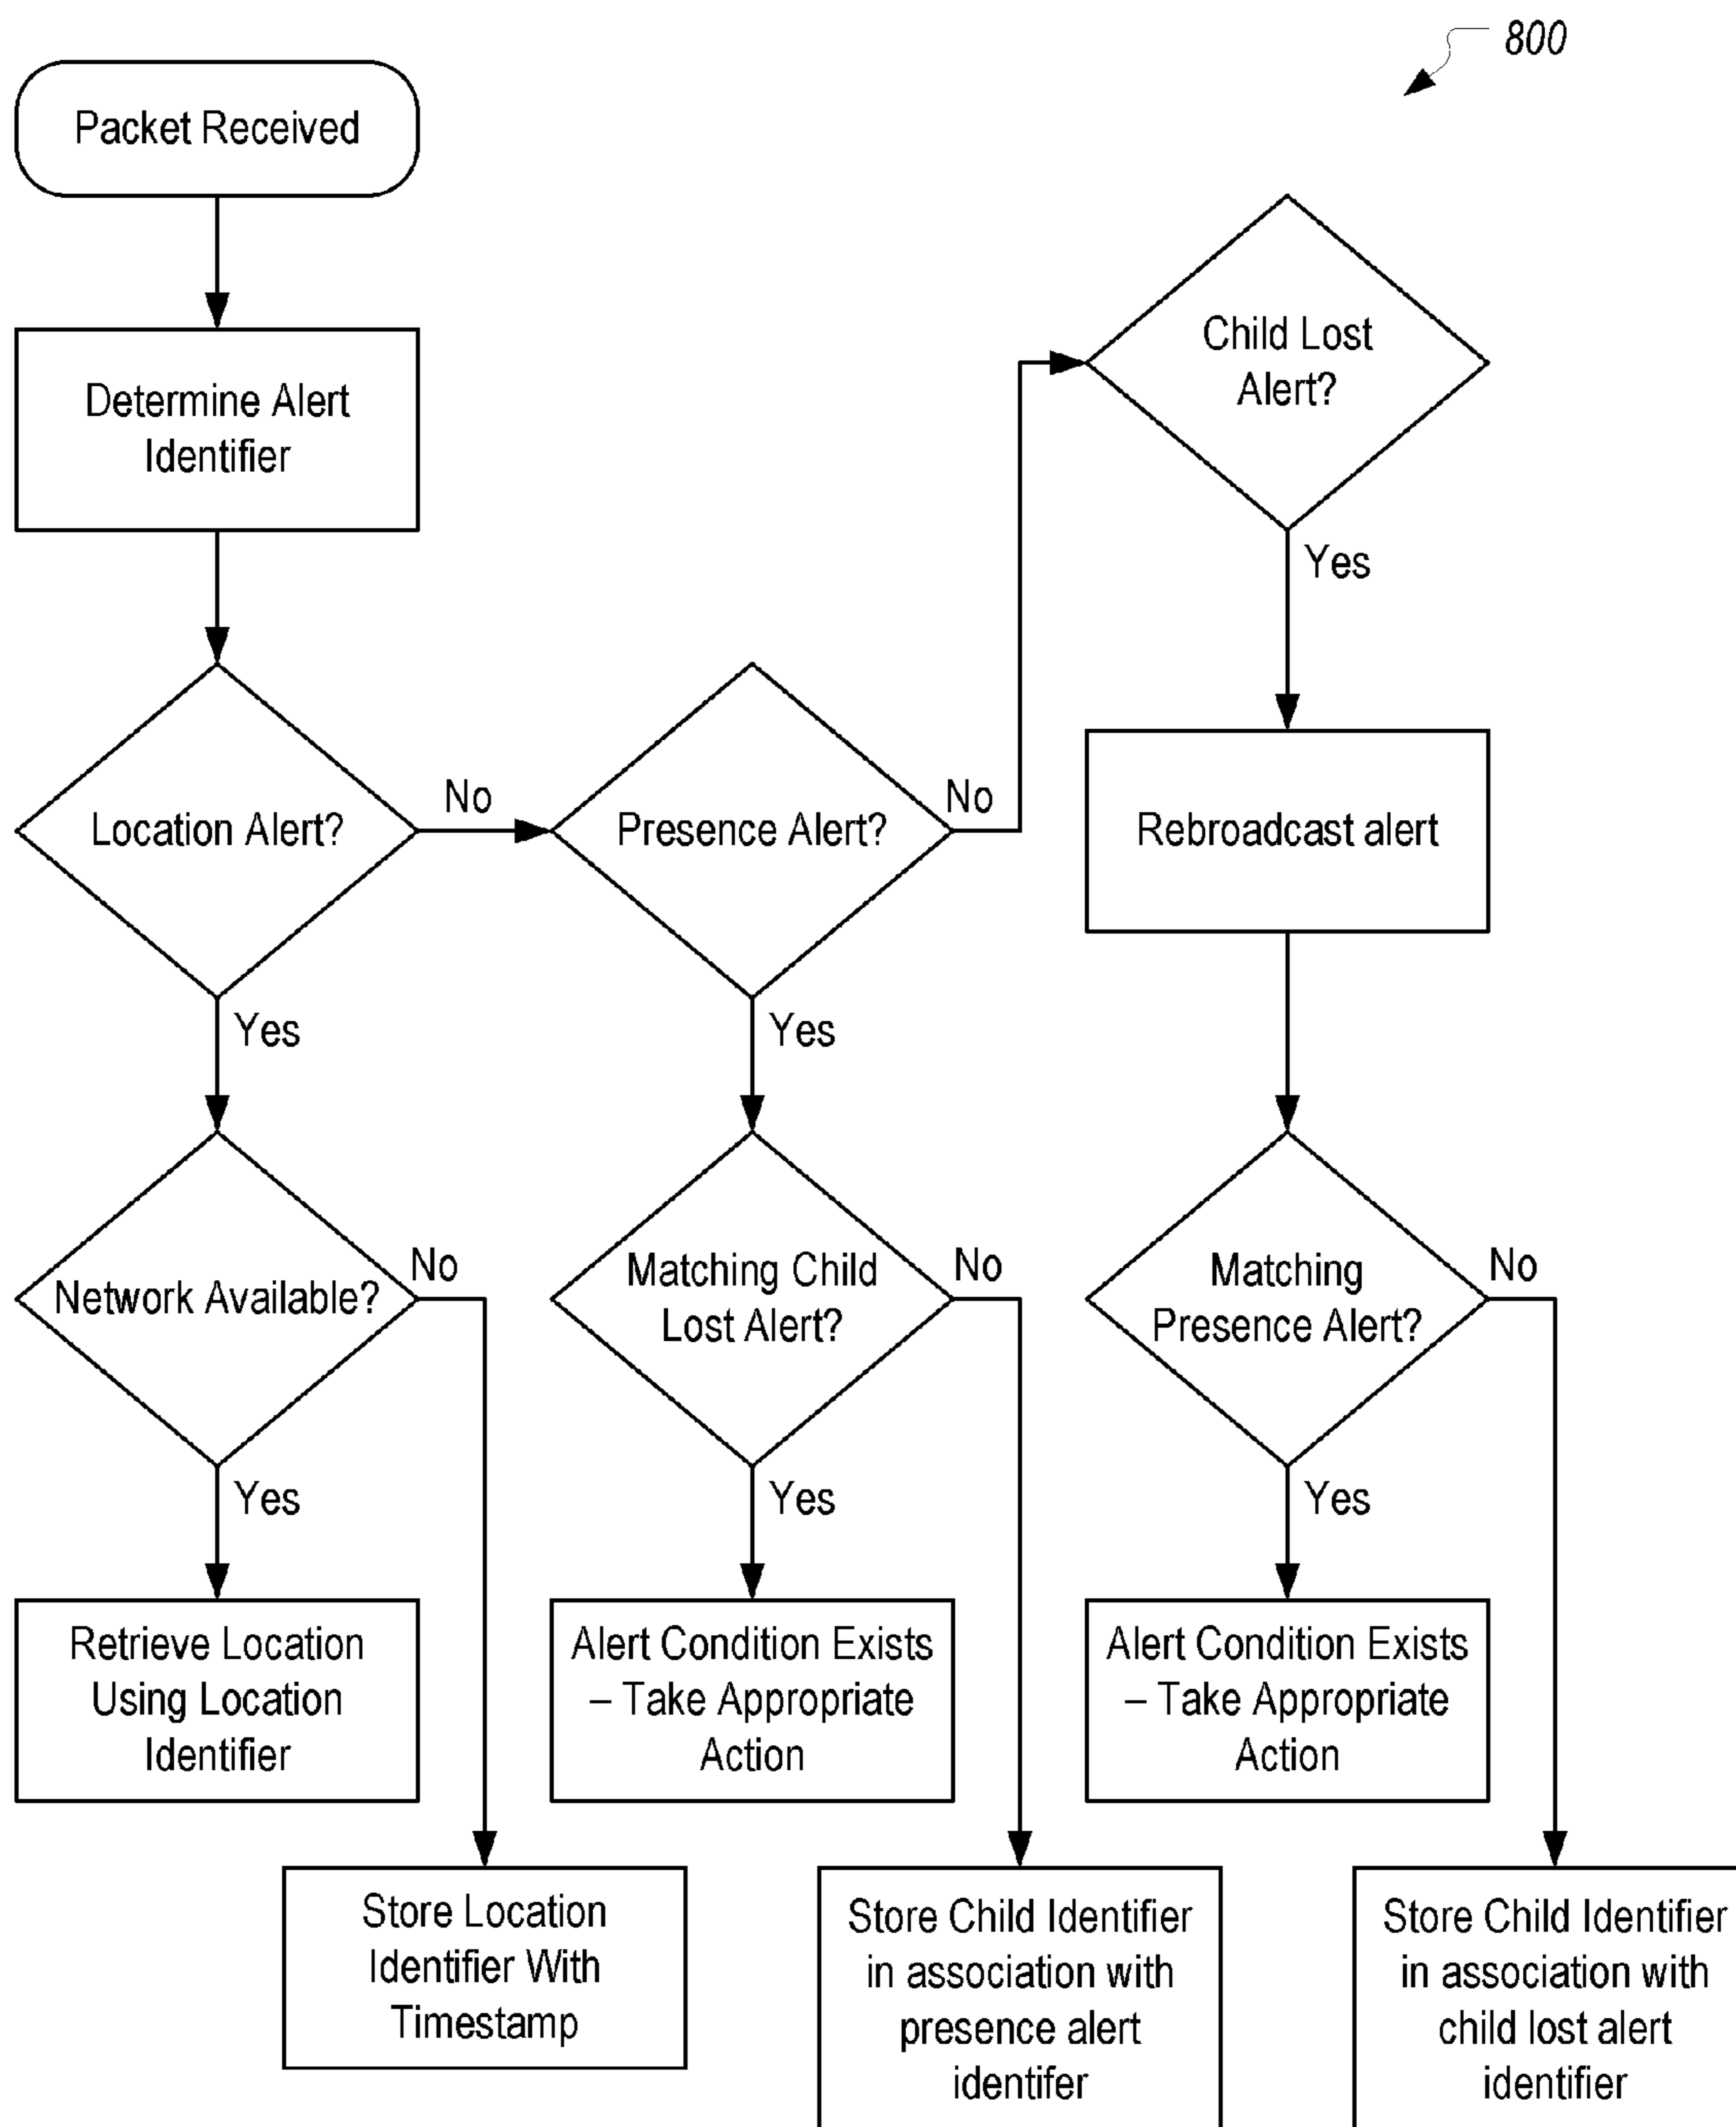 800
Packet Received
Determine Alert
Identifier
Child Lost
Alert?
Yes
Location Alert?
No
Presence Alert?
No
Rebroadcast alert
Yes
Yes
Network Available?
No
Matching Child
Lost Alert?
No
Matching
Presence Alert?
No
Yes
Yes
Yes
Retrieve Location
Using Location
Identifier
Alert Condition Exists
– Take Appropriate
Action
Alert Condition Exists
– Take Appropriate
Action
Store Location
Identifier With
Timestamp
Store Child Identifier
in association with
presence alert
identifer
Store Child Identifier
in association with
child lost alert
identifier